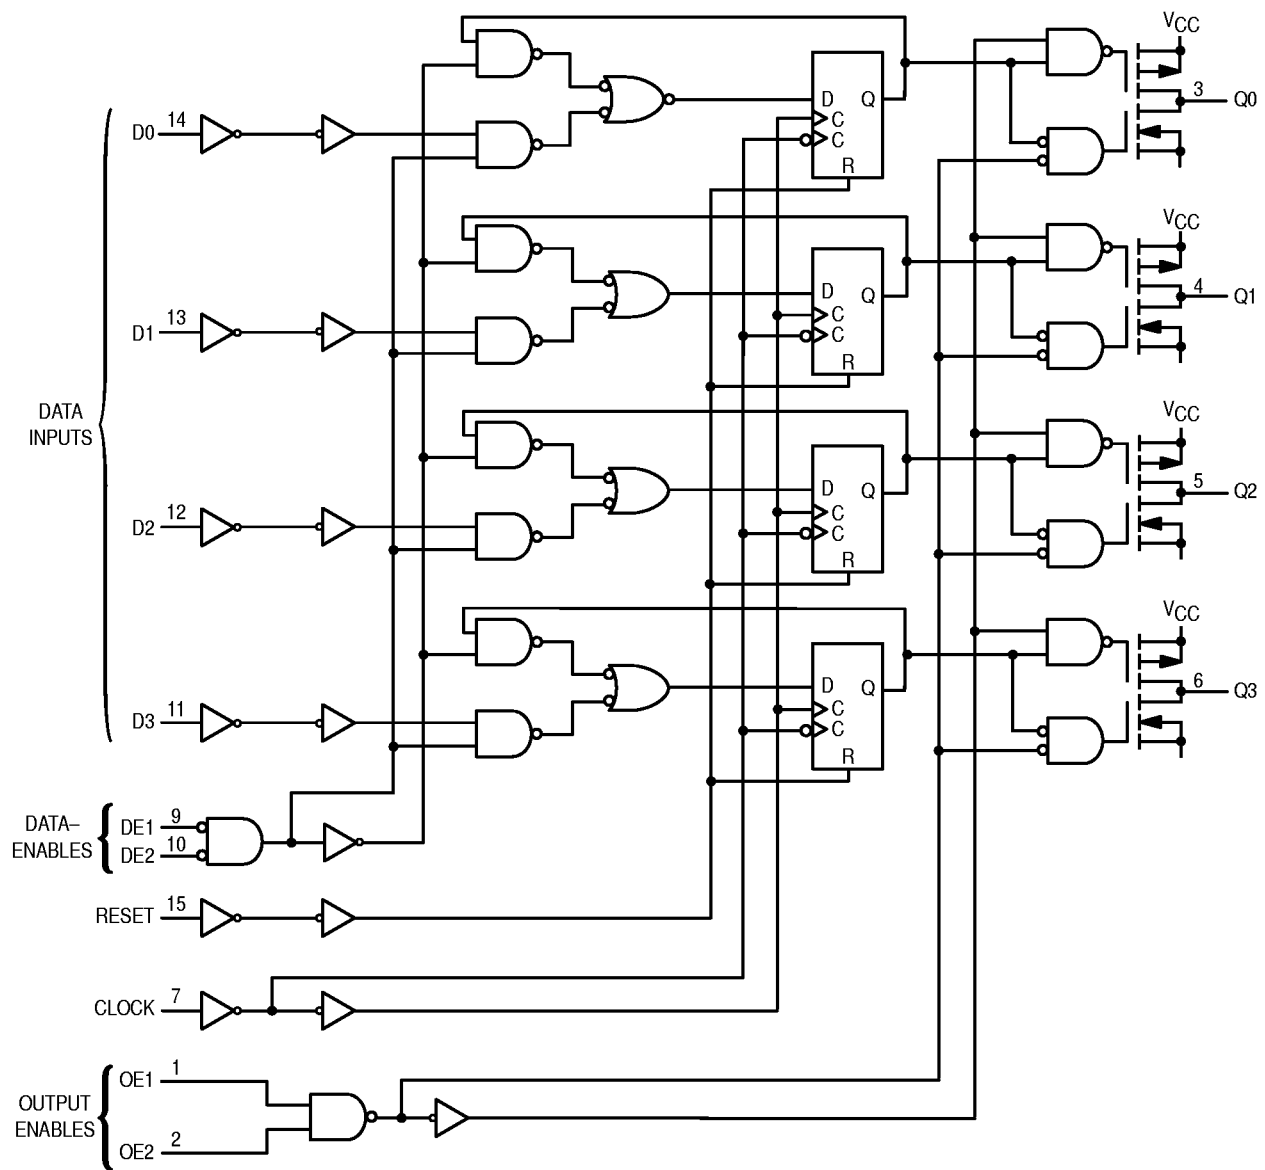 VCC
D Q
C
C
R
3 Q0
D0 14
VCC
D Q
C
C
R
4 Q1
D1 13
DATA
INPUTS
VCC
D Q
C
C
R
5 Q2
D2 12
VCC
D Q
C
C
R
6 Q3
D3 11
DATA–
ENABLES
DE1 9
DE2 10
RESET 15
CLOCK 7
OUTPUT
ENABLES
OE1 1
OE2 2